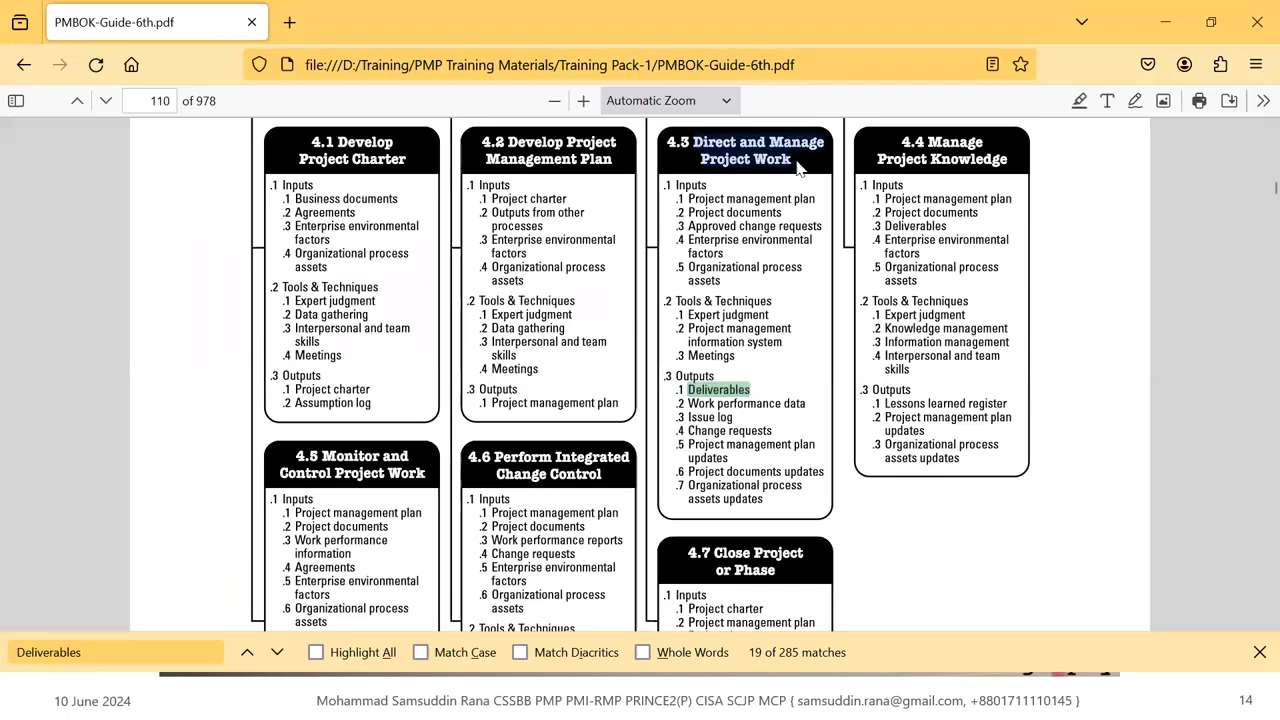 PMBOK-Guide-6th.pdf
file:///D:/Training/PMP Training Materials/Training Pack-1/PMBOK-Guide-6th.pdf
110 of 978
Automatic Zoom
4.1 Develop
Project Charter
.1 Inputs
.1 Business documents
.2 Agreements
.3 Enterprise environmental
factors
.4 Organizational process
assets
.2 Tools & Techniques
.1 Expert judgment
.2 Data gathering
.3 Interpersonal and team
skills
.4 Meetings
.3 Outputs
.1 Project charter
.2 Assumption log
4.2 Develop Project
Management Plan
.1 Inputs
.1 Project charter
.2 Outputs from other
processes
.3 Enterprise environmental
factors
.4 Organizational process
assets
.2 Tools & Techniques
.1 Expert judgment
.2 Data gathering
.3 Interpersonal and team
skills
.4 Meetings
.3 Outputs
.1 Project management plan
4.3 Direct and Manage
Project Work
.1 Inputs
.1 Project management plan
.2 Project documents
.3 Approved change requests
.4 Enterprise environmental
factors
.5 Organizational process
assets
.2 Tools & Techniques
.1 Expert judgment
.2 Project management
information system
.3 Meetings
.3 Outputs
.1 Deliverables
.2 Work performance data
.3 Issue log
.4 Change requests
.5 Project management plan
updates
.6 Project documents updates
.7 Organizational process
assets updates
4.4 Manage
Project Knowledge
.1 Inputs
.1 Project management plan
.2 Project documents
.3 Deliverables
.4 Enterprise environmental
factors
.5 Organizational process
assets
.2 Tools & Techniques
.1 Expert judgment
.2 Knowledge management
.3 Information management
.4 Interpersonal and team
skills
.3 Outputs
.1 Lessons learned register
.2 Project management plan
updates
.3 Organizational process
assets updates
4.5 Monitor and
Control Project Work
.1 Inputs
.1 Project management plan
.2 Project documents
.3 Work performance
information
.4 Agreements
.5 Enterprise environmental
factors
.6 Organizational process
assets
4.6 Perform Integrated
Change Control
.1 Inputs
.1 Project management plan
.2 Project documents
.3 Work performance reports
.4 Change requests
.5 Enterprise environmental
factors
.6 Organizational process
assets
.2 Tools & Techniques
4.7 Close Project
or Phase
.1 Inputs
.1 Project charter
.2 Project management plan
Deliverables
Highlight All
Match Case
Match Diacritics
Whole Words
19 of 285 matches
10 June 2024
Mohammad Samsuddin Rana CSSBB PMP PMI-RMP PRINCE2(P) CISA SCJP MCP { samsuddin.rana@gmail.com, +8801711110145 }
14